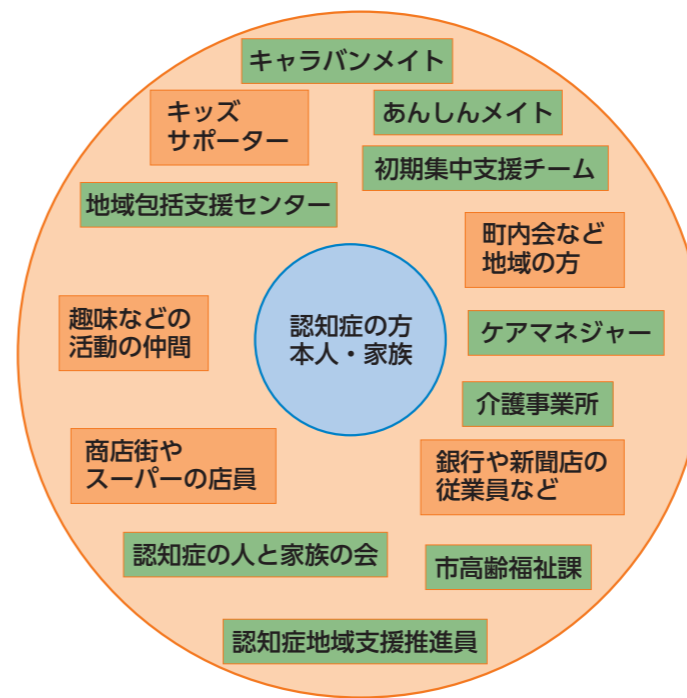 キャラバンメイト
キッズ
サポーター
あんしんメイト
初期集中支援チーム
地域包括支援センター
町内会など
地域の方
趣味などの
活動の仲間
認知症の方
本人・家族
ケアマネジャー
介護事業所
商店街や
スーパーの店員
銀行や新聞店の
従業員など
認知症の人と家族の会
市高齢福祉課
認知症地域支援推進員